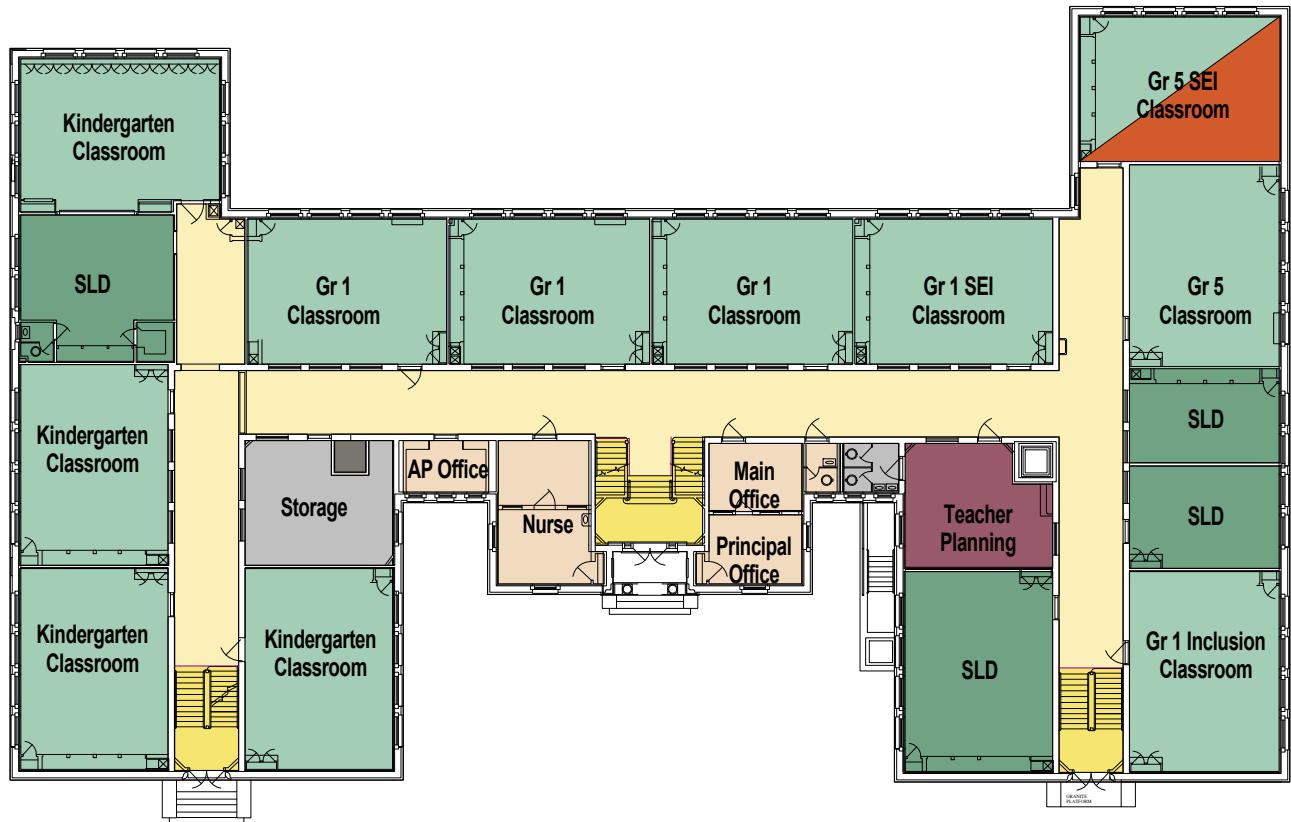 Gr 5 SEI
Classroom
Kindergarten
Classroom
SLD
Gr 1
Classroom
Gr 1
Classroom
Gr 1
Classroom
Gr 1 SEI
Classroom
Gr 5
Classroom
SLD
Kindergarten
Classroom
Storage
AP Office
Nurse
Main
Office
Principal
Office
Teacher
Planning
SLD
Kindergarten
Classroom
Kindergarten
Classroom
SLD
Gr 1 Inclusion
Classroom
GRANITE
PLATFORM